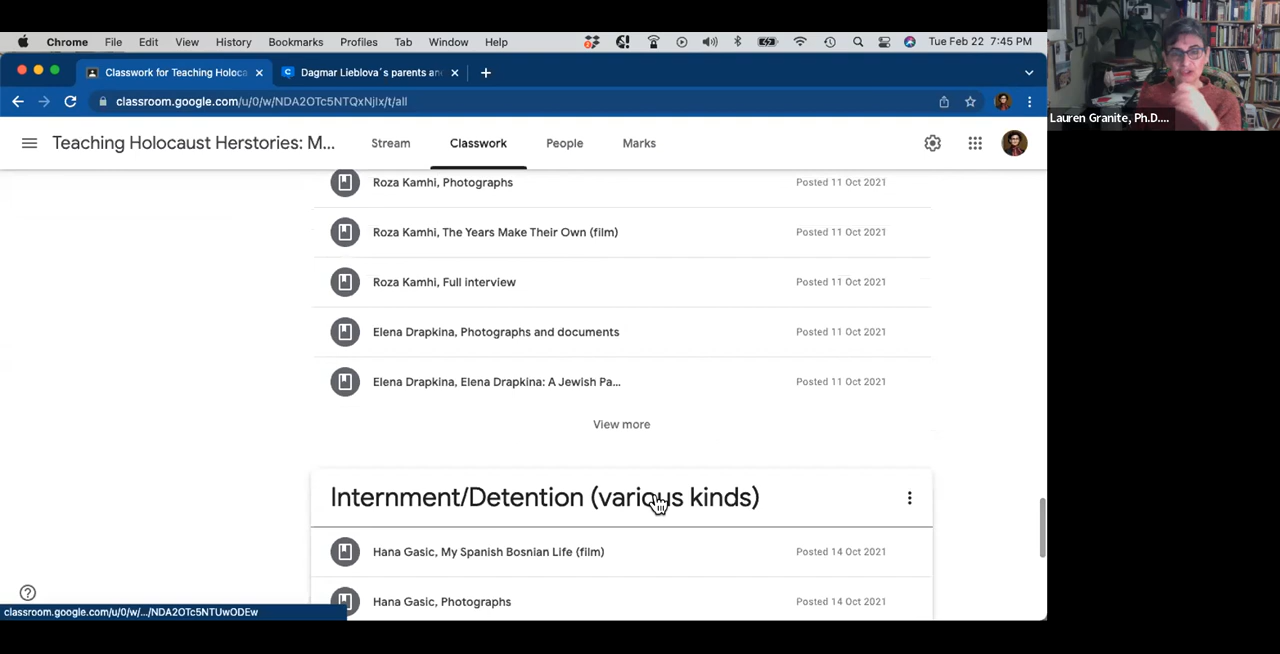 Chrome File Edit View History Bookmarks Profiles Tab Window Help Tue Feb 22 7:45 PM
Classwork for Teaching Holoca Dagmar Lieblova´s parents an
classroom.google.com/u/0/w/NDA2OTc5NTQxNjIx/t/all
Lauren Granite, Ph.D....
Teaching Holocaust Herstories: M... Stream Classwork People Marks
Roza Kamhi, Photographs Posted 11 Oct 2021
Roza Kamhi, The Years Make Their Own (film) Posted 11 Oct 2021
Roza Kamhi, Full interview Posted 11 Oct 2021
Elena Drapkina, Photographs and documents Posted 11 Oct 2021
Elena Drapkina, Elena Drapkina: A Jewish Pa... Posted 11 Oct 2021
View more
Internment/Detention (various kinds)
Hana Gasic, My Spanish Bosnian Life (film) Posted 14 Oct 2021
Hana Gasic, Photographs Posted 14 Oct 2021
classroom.google.com/u/0/w/.../NDA2OTc5NTUwODEw